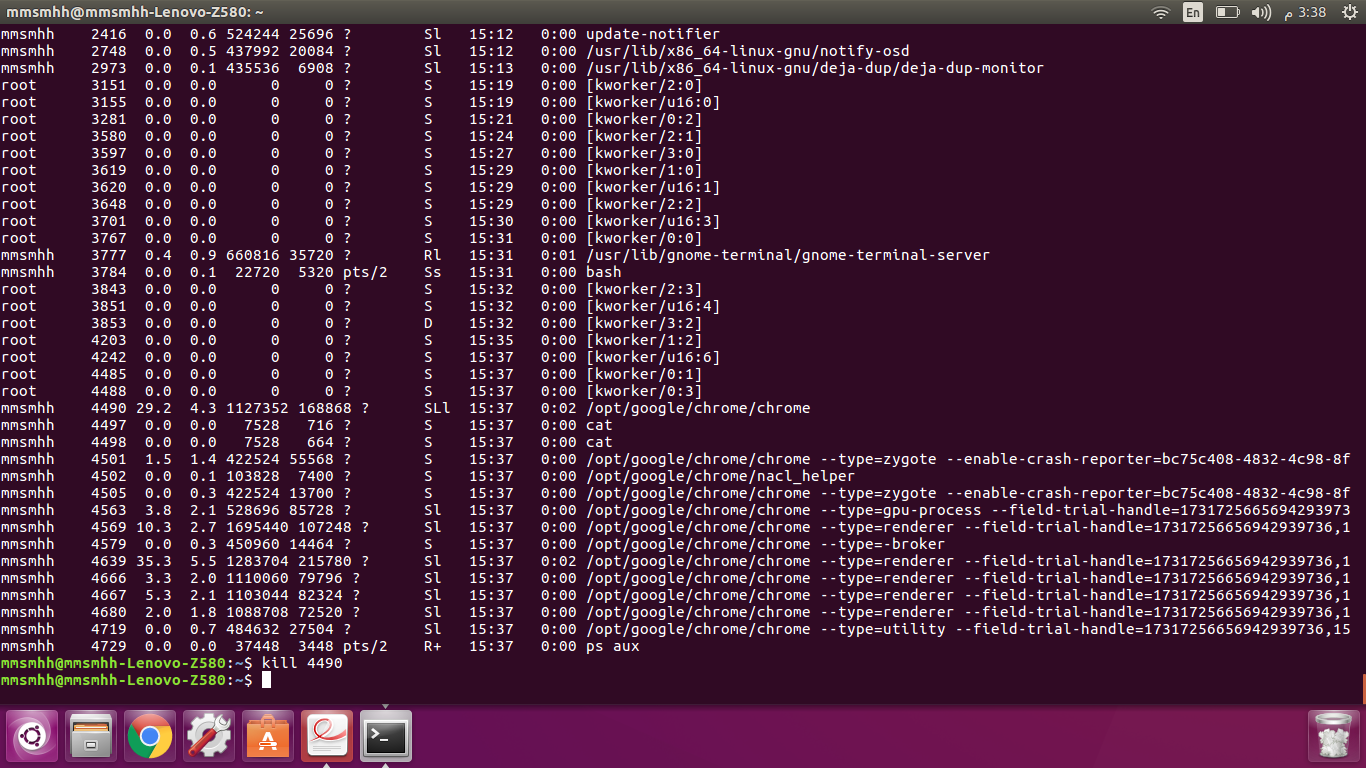 mmsmhh@mmsmhh-Lenovo-Z580: ~ En 3:38 م
mmsmhh 2416 0.0 0.6 524244 25696 ? Sl 15:12 0:00 update-notifier
mmsmhh 2748 0.0 0.5 437992 20084 ? Sl 15:12 0:00 /usr/lib/x86_64-linux-gnu/notify-osd
mmsmhh 2973 0.0 0.1 435536 6908 ? Sl 15:13 0:00 /usr/lib/x86_64-linux-gnu/deja-dup/deja-dup-monitor
root 3151 0.0 0.0 0 0 ? S 15:19 0:00 [kworker/2:0]
root 3155 0.0 0.0 0 0 ? S 15:19 0:00 [kworker/u16:0]
root 3281 0.0 0.0 0 0 ? S 15:21 0:00 [kworker/0:2]
root 3580 0.0 0.0 0 0 ? S 15:24 0:00 [kworker/2:1]
root 3597 0.0 0.0 0 0 ? S 15:27 0:00 [kworker/3:0]
root 3619 0.0 0.0 0 0 ? S 15:29 0:00 [kworker/1:0]
root 3620 0.0 0.0 0 0 ? S 15:29 0:00 [kworker/u16:1]
root 3648 0.0 0.0 0 0 ? S 15:29 0:00 [kworker/2:2]
root 3701 0.0 0.0 0 0 ? S 15:30 0:00 [kworker/u16:3]
root 3767 0.0 0.0 0 0 ? S 15:31 0:00 [kworker/0:0]
mmsmhh 3777 0.4 0.9 660816 35720 ? Rl 15:31 0:01 /usr/lib/gnome-terminal/gnome-terminal-server
mmsmhh 3784 0.0 0.1 22720 5320 pts/2 Ss 15:31 0:00 bash
root 3843 0.0 0.0 0 0 ? S 15:32 0:00 [kworker/2:3]
root 3851 0.0 0.0 0 0 ? S 15:32 0:00 [kworker/u16:4]
root 3853 0.0 0.0 0 0 ? D 15:32 0:00 [kworker/3:2]
root 4203 0.0 0.0 0 0 ? S 15:35 0:00 [kworker/1:2]
root 4242 0.0 0.0 0 0 ? S 15:37 0:00 [kworker/u16:6]
root 4485 0.0 0.0 0 0 ? S 15:37 0:00 [kworker/0:1]
root 4488 0.0 0.0 0 0 ? S 15:37 0:00 [kworker/0:3]
mmsmhh 4490 29.2 4.3 1127352 168868 ? SLl 15:37 0:02 /opt/google/chrome/chrome
mmsmhh 4497 0.0 0.0 7528 716 ? S 15:37 0:00 cat
mmsmhh 4498 0.0 0.0 7528 664 ? S 15:37 0:00 cat
mmsmhh 4501 1.5 1.4 422524 55568 ? S 15:37 0:00 /opt/google/chrome/chrome --type=zygote --enable-crash-reporter=bc75c408-4832-4c98-8f
mmsmhh 4502 0.0 0.1 103828 7400 ? S 15:37 0:00 /opt/google/chrome/nacl_helper
mmsmhh 4505 0.0 0.3 422524 13700 ? S 15:37 0:00 /opt/google/chrome/chrome --type=zygote --enable-crash-reporter=bc75c408-4832-4c98-8f
mmsmhh 4563 3.8 2.1 528696 85728 ? Sl 15:37 0:00 /opt/google/chrome/chrome --type=gpu-process --field-trial-handle=1731725665694293973
mmsmhh 4569 10.3 2.7 1695440 107248 ? Sl 15:37 0:00 /opt/google/chrome/chrome --type=renderer --field-trial-handle=17317256656942939736,1
mmsmhh 4579 0.0 0.3 450960 14464 ? S 15:37 0:00 /opt/google/chrome/chrome --type=-broker
mmsmhh 4639 35.3 5.5 1283704 215780 ? Sl 15:37 0:02 /opt/google/chrome/chrome --type=renderer --field-trial-handle=17317256656942939736,1
mmsmhh 4666 3.3 2.0 1110060 79796 ? Sl 15:37 0:00 /opt/google/chrome/chrome --type=renderer --field-trial-handle=17317256656942939736,1
mmsmhh 4667 5.3 2.1 1103044 82324 ? Sl 15:37 0:00 /opt/google/chrome/chrome --type=renderer --field-trial-handle=17317256656942939736,1
mmsmhh 4680 2.0 1.8 1088708 72520 ? Sl 15:37 0:00 /opt/google/chrome/chrome --type=renderer --field-trial-handle=17317256656942939736,1
mmsmhh 4719 0.0 0.7 484632 27504 ? Sl 15:37 0:00 /opt/google/chrome/chrome --type=utility --field-trial-handle=17317256656942939736,15
mmsmhh 4729 0.0 0.0 37448 3448 pts/2 R+ 15:37 0:00 ps aux
mmsmhh@mmsmhh-Lenovo-Z580:~$ kill 4490
mmsmhh@mmsmhh-Lenovo-Z580:~$